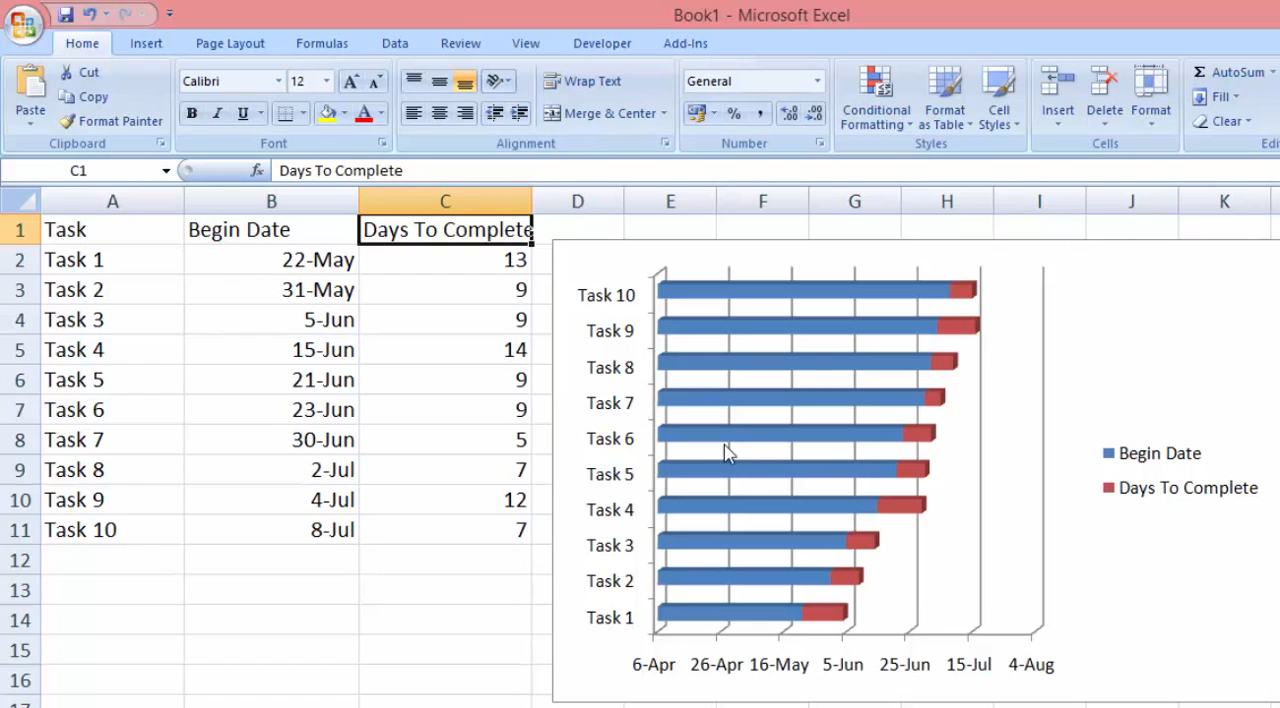 Book1 - Microsoft Excel
Home Insert Page Layout Formulas Data Review View Developer Add-Ins
Paste
Cut
Copy
Format Painter
Clipboard
Calibri 12
B I U
Font
Wrap Text
Merge & Center
Alignment
General
%
Number
Conditional Formatting
Format as Table
Cell Styles
Styles
Insert Delete Format
Cells
Σ AutoSum
Fill
Clear
C1 fx Days To Complete
A B C D E F G H I J K
1 Task Begin Date Days To Complete
2 Task 1 22-May 13
3 Task 2 31-May 9
4 Task 3 5-Jun 9
5 Task 4 15-Jun 14
6 Task 5 21-Jun 9
7 Task 6 23-Jun 9
8 Task 7 30-Jun 5
9 Task 8 2-Jul 7
10 Task 9 4-Jul 12
11 Task 10 8-Jul 7
12
13
14
15
16
Task 10
Task 9
Task 8
Task 7
Task 6
Task 5
Task 4
Task 3
Task 2
Task 1
6-Apr 26-Apr 16-May 5-Jun 25-Jun 15-Jul 4-Aug
Begin Date
Days To Complete